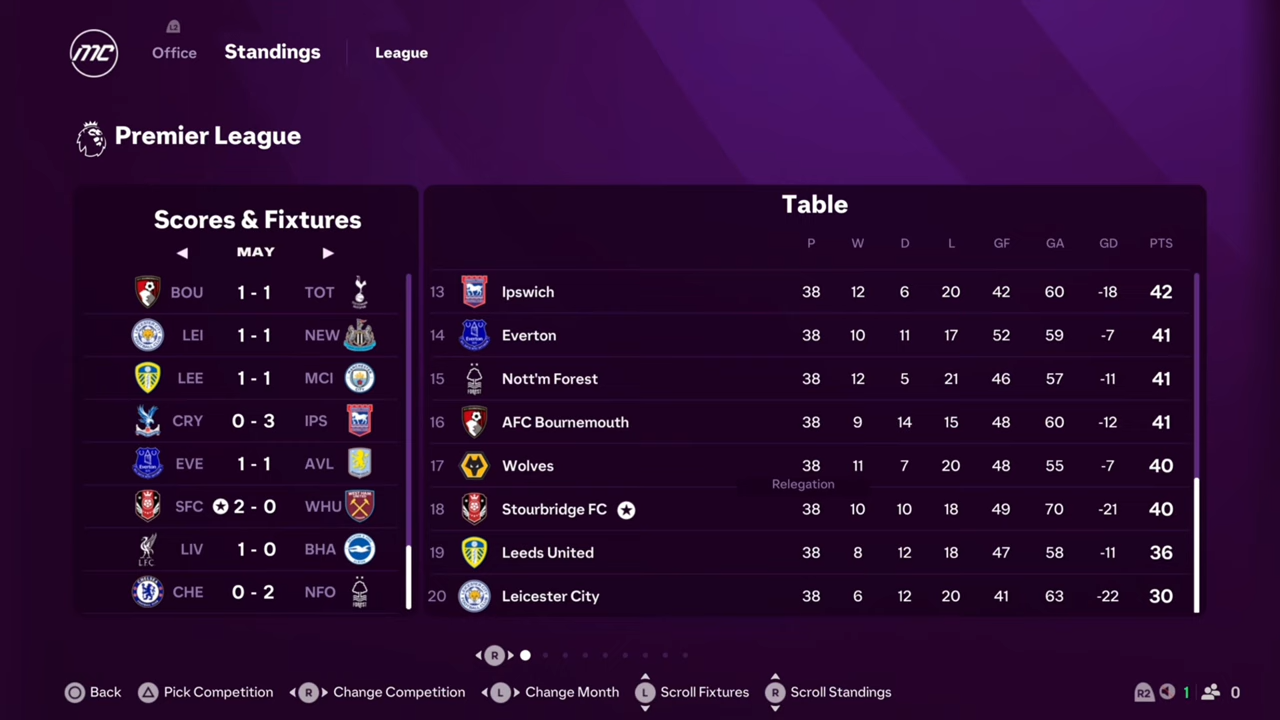 L2
Office Standings League
Premier League
Scores & Fixtures
MAY
BOU 1 - 1 TOT
LEI 1 - 1 NEW
LEE 1 - 1 MCI
CRY 0 - 3 IPS
EVE 1 - 1 AVL
SFC 2 - 0 WHU
LIV 1 - 0 BHA
CHE 0 - 2 NFO
Table
P W D L GF GA GD PTS
13 Ipswich 38 12 6 20 42 60 -18 42
14 Everton 38 10 11 17 52 59 -7 41
15 Nott'm Forest 38 12 5 21 46 57 -11 41
16 AFC Bournemouth 38 9 14 15 48 60 -12 41
17 Wolves 38 11 7 20 48 55 -7 40
Relegation
18 Stourbridge FC 38 10 10 18 49 70 -21 40
19 Leeds United 38 8 12 18 47 58 -11 36
20 Leicester City 38 6 12 20 41 63 -22 30
R
Back Pick Competition R Change Competition L Change Month L Scroll Fixtures R Scroll Standings R2 1 0